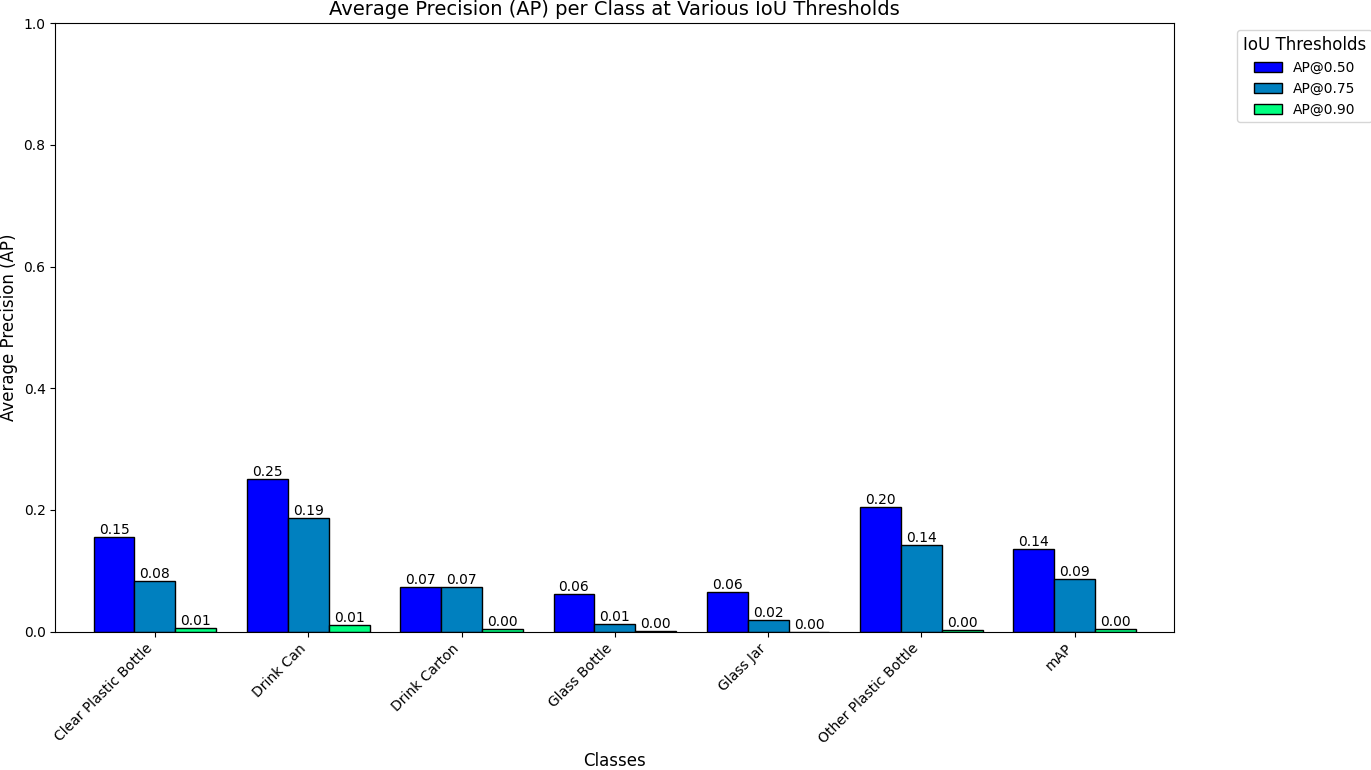 Average Precision (AP) per Class at Various IoU Thresholds
IoU Thresholds
AP@0.50
AP@0.75
AP@0.90
Average Precision (AP)
1.0
0.8
0.6
0.4
0.2
0.0
0.15
0.08
0.01
0.25
0.19
0.01
0.07
0.07
0.00
0.06
0.01
0.00
0.06
0.02
0.00
0.20
0.14
0.00
0.14
0.09
0.00
Clear Plastic Bottle
Drink Can
Drink Carton
Glass Bottle
Glass Jar
Other Plastic Bottle
mAP
Classes